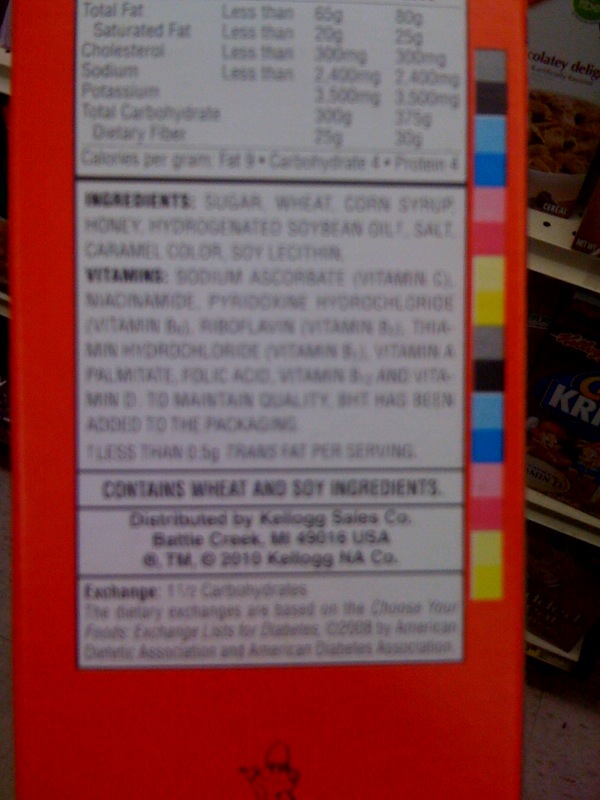 Total Fat Less than 65g 80g
Saturated Fat Less than 20g 25g
Cholesterol Less than 300mg 300mg
Sodium Less than 2,400mg 2,400mg
Potassium 3,500mg 3,500mg
Total Carbohydrate 300g 375g
Dietary Fiber 25g 30g
Calories per gram: Fat 9 • Carbohydrate 4 • Protein 4
INGREDIENTS: SUGAR, WHEAT, CORN SYRUP,
HONEY, HYDROGENATED SOYBEAN OIL†, SALT,
CARAMEL COLOR, SOY LECITHIN.
VITAMINS: SODIUM ASCORBATE (VITAMIN C),
NIACINAMIDE, PYRIDOXINE HYDROCHLORIDE
(VITAMIN B₆), RIBOFLAVIN (VITAMIN B₂), THIA-
MIN HYDROCHLORIDE (VITAMIN B₁), VITAMIN A
PALMITATE, FOLIC ACID, VITAMIN B₁₂ AND VITA-
MIN D. TO MAINTAIN QUALITY, BHT HAS BEEN
ADDED TO THE PACKAGING.
†LESS THAN 0.5g TRANS FAT PER SERVING.
CONTAINS WHEAT AND SOY INGREDIENTS.
Distributed by Kellogg Sales Co.
Battle Creek, MI 49016 USA
®, TM, © 2010 Kellogg NA Co.
Exchange: 1 1/2 Carbohydrates
The dietary exchanges are based on the Choose Your
Foods: Exchange Lists for Diabetes, ©2008 by American
Dietetic Association and American Diabetes Association.
colatey delig
CEREAL
KRI